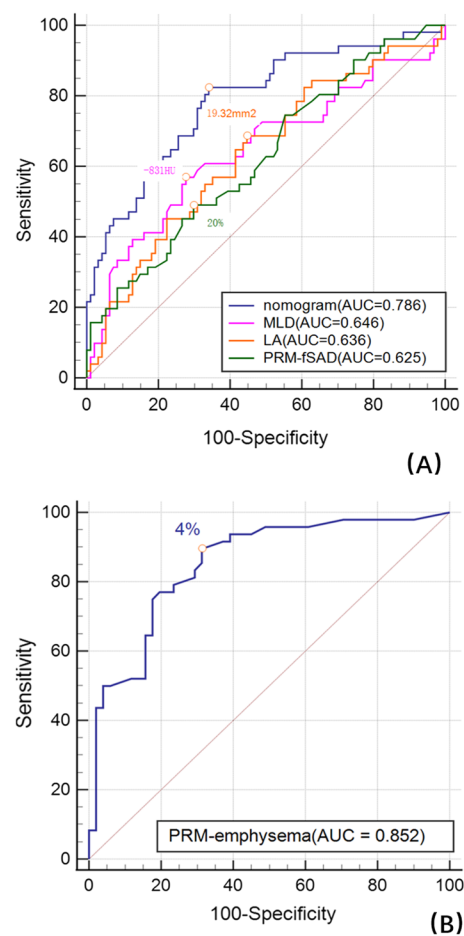 100
80
60
40
20
0
Sensitivity
19.32mm2
-831HU
20%
nomogram(AUC=0.786)
MLD(AUC=0.646)
LA(AUC=0.636)
PRM-fSAD(AUC=0.625)
0 20 40 60 80 100
100-Specificity
(A)
100
80
60
40
20
0
Sensitivity
4%
PRM-emphysema(AUC = 0.852)
0 20 40 60 80 100
100-Specificity
(B)